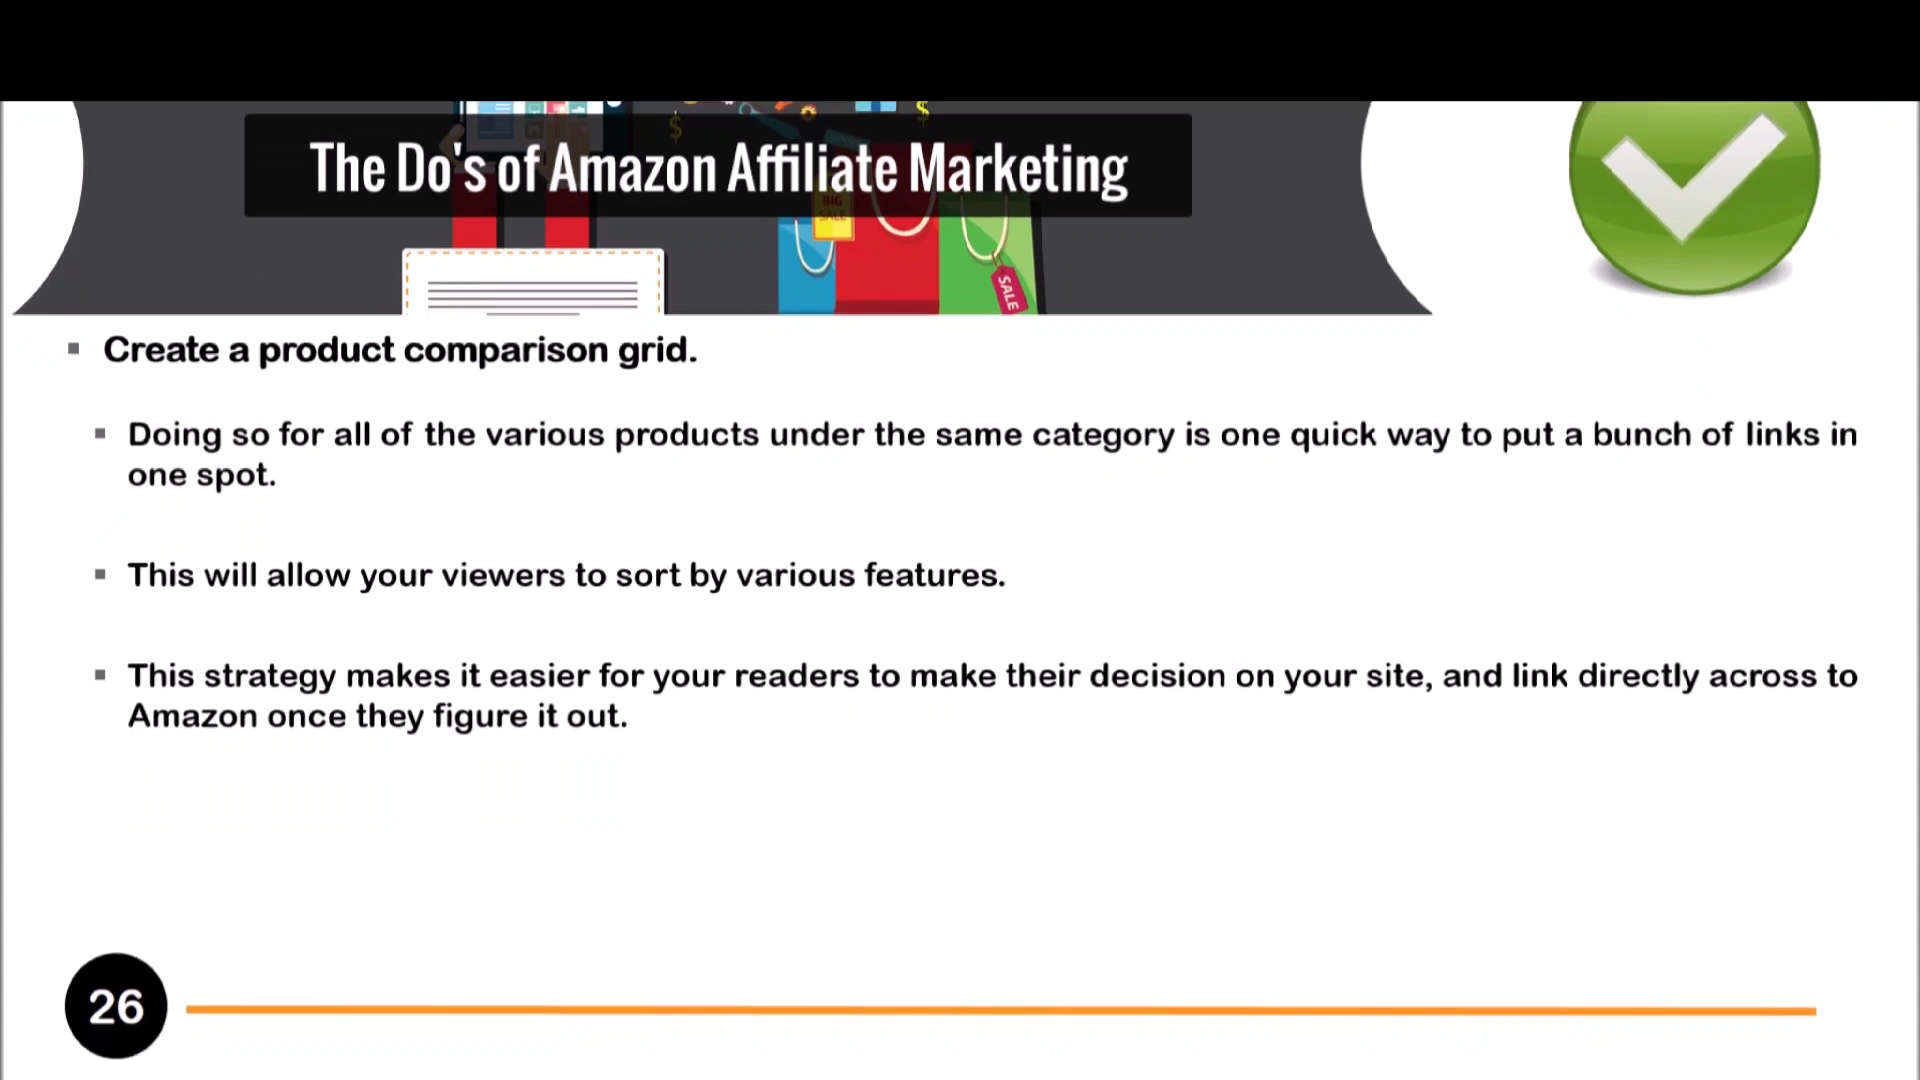 The Do's of Amazon Affiliate Marketing
BIG
SALE
SALE
Create a product comparison grid.
Doing so for all of the various products under the same category is one quick way to put a bunch of links in
one spot.
This will allow your viewers to sort by various features.
This strategy makes it easier for your readers to make their decision on your site, and link directly across to
Amazon once they figure it out.
26